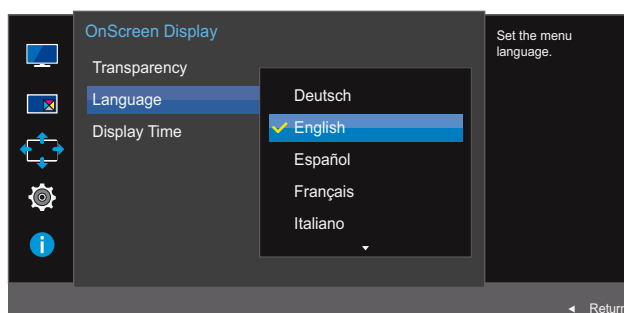 OnScreen Display
Transparency
Language
Display Time
Deutsch
English
Español
Français
Italiano
Set the menu
language.
Return